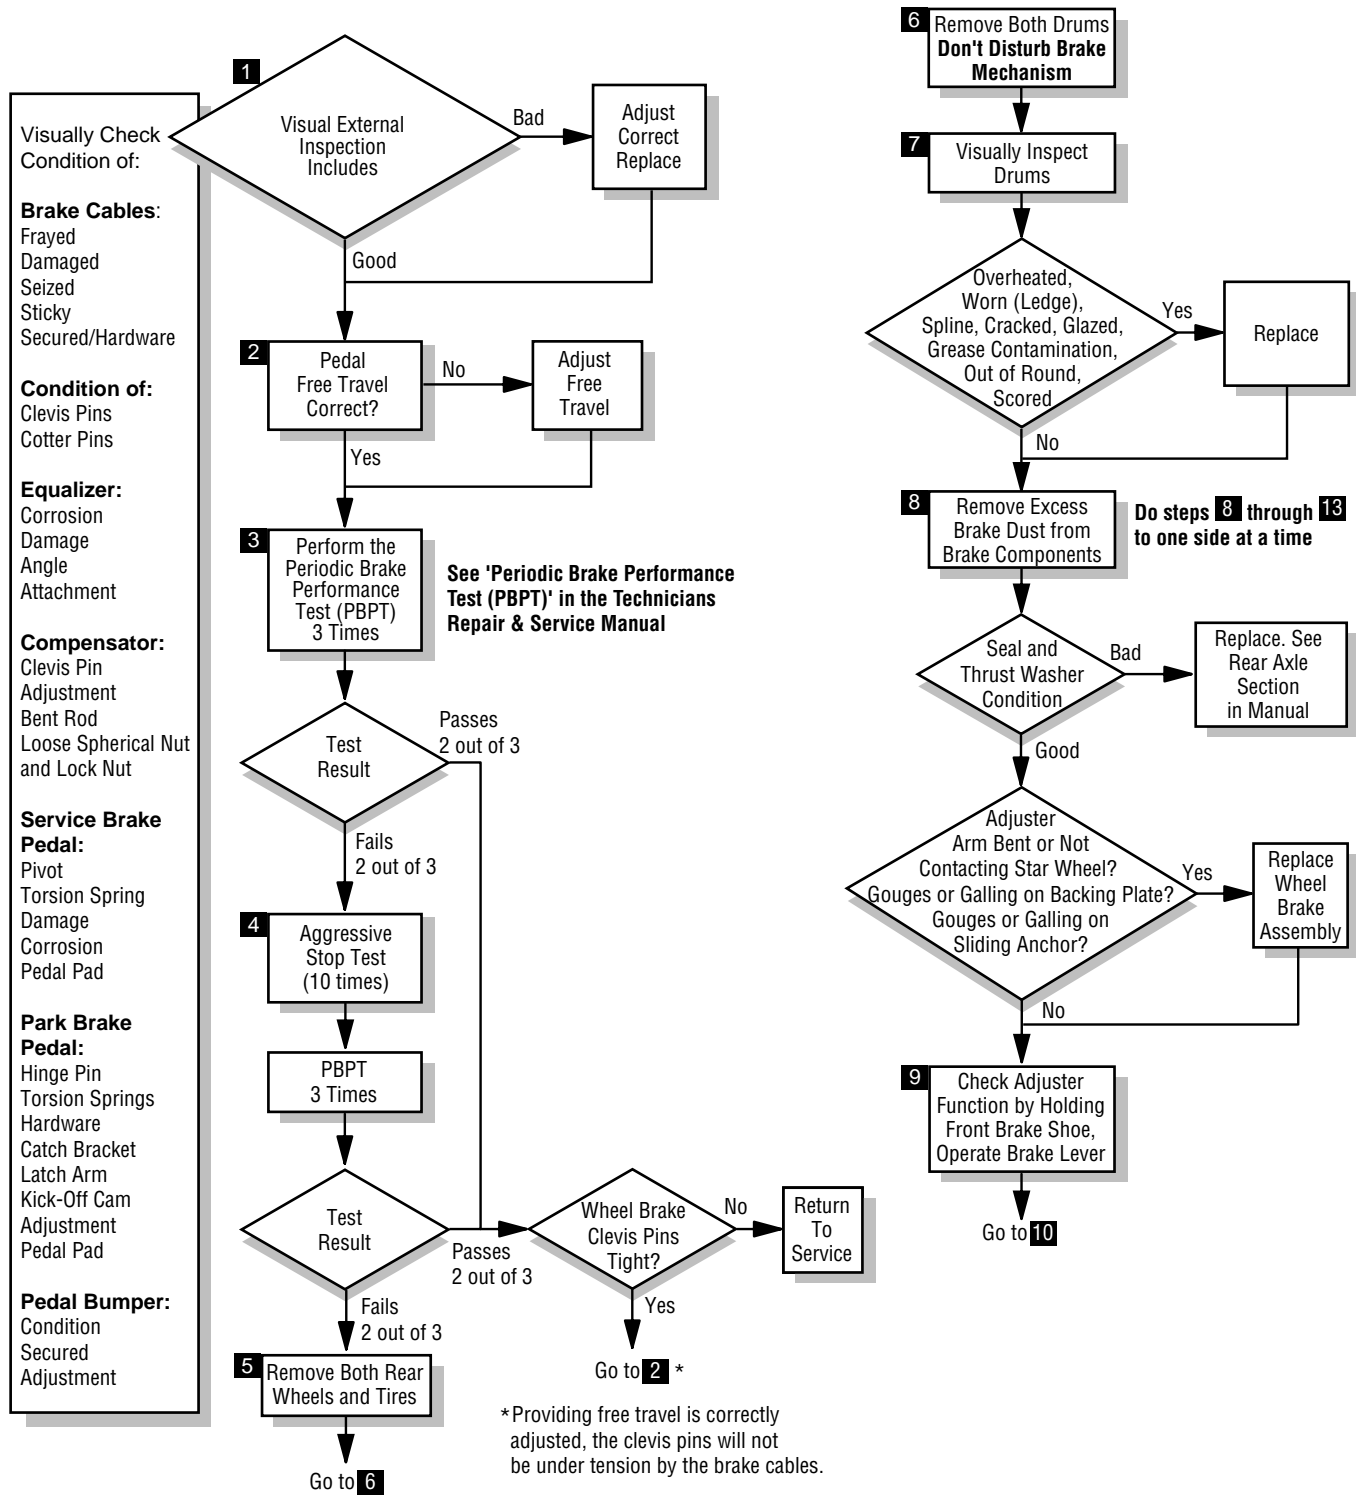 Visually Check
Condition of:
Brake Cables:
Frayed
Damaged
Seized
Sticky
Secured/Hardware
Condition of:
Clevis Pins
Cotter Pins
Equalizer:
Corrosion
Damage
Angle
Attachment
Compensator:
Clevis Pin
Adjustment
Bent Rod
Loose Spherical Nut
and Lock Nut
Service Brake
Pedal:
Pivot
Torsion Spring
Damage
Corrosion
Pedal Pad
Park Brake
Pedal:
Hinge Pin
Torsion Springs
Hardware
Catch Bracket
Latch Arm
Kick-Off Cam
Adjustment
Pedal Pad
Pedal Bumper:
Condition
Secured
Adjustment
1
Visual External
Inspection
Includes
Bad
Adjust
Correct
Replace
Good
2
Pedal
Free Travel
Correct?
No
Adjust
Free
Travel
Yes
3
Perform the
Periodic Brake
Performance
Test (PBPT)
3 Times
See 'Periodic Brake Performance
Test (PBPT)' in the Technicians
Repair & Service Manual
Test
Result
Passes
2 out of 3
Fails
2 out of 3
4
Aggressive
Stop Test
(10 times)
PBPT
3 Times
Test
Result
Passes
2 out of 3
Fails
2 out of 3
Wheel Brake
Clevis Pins
Tight?
No
Return
To
Service
Yes
Go to 2 *
*Providing free travel is correctly
adjusted, the clevis pins will not
be under tension by the brake cables.
5
Remove Both Rear
Wheels and Tires
Go to 6
6
Remove Both Drums
Don't Disturb Brake
Mechanism
7
Visually Inspect
Drums
Overheated,
Worn (Ledge),
Spline, Cracked, Glazed,
Grease Contamination,
Out of Round,
Scored
Yes
Replace
No
8
Remove Excess
Brake Dust from
Brake Components
Do steps 8 through 13
to one side at a time
Seal and
Thrust Washer
Condition
Bad
Replace. See
Rear Axle
Section
in Manual
Good
Adjuster
Arm Bent or Not
Contacting Star Wheel?
Gouges or Galling on Backing Plate?
Gouges or Galling on
Sliding Anchor?
Yes
Replace
Wheel
Brake
Assembly
No
9
Check Adjuster
Function by Holding
Front Brake Shoe,
Operate Brake Lever
Go to 10